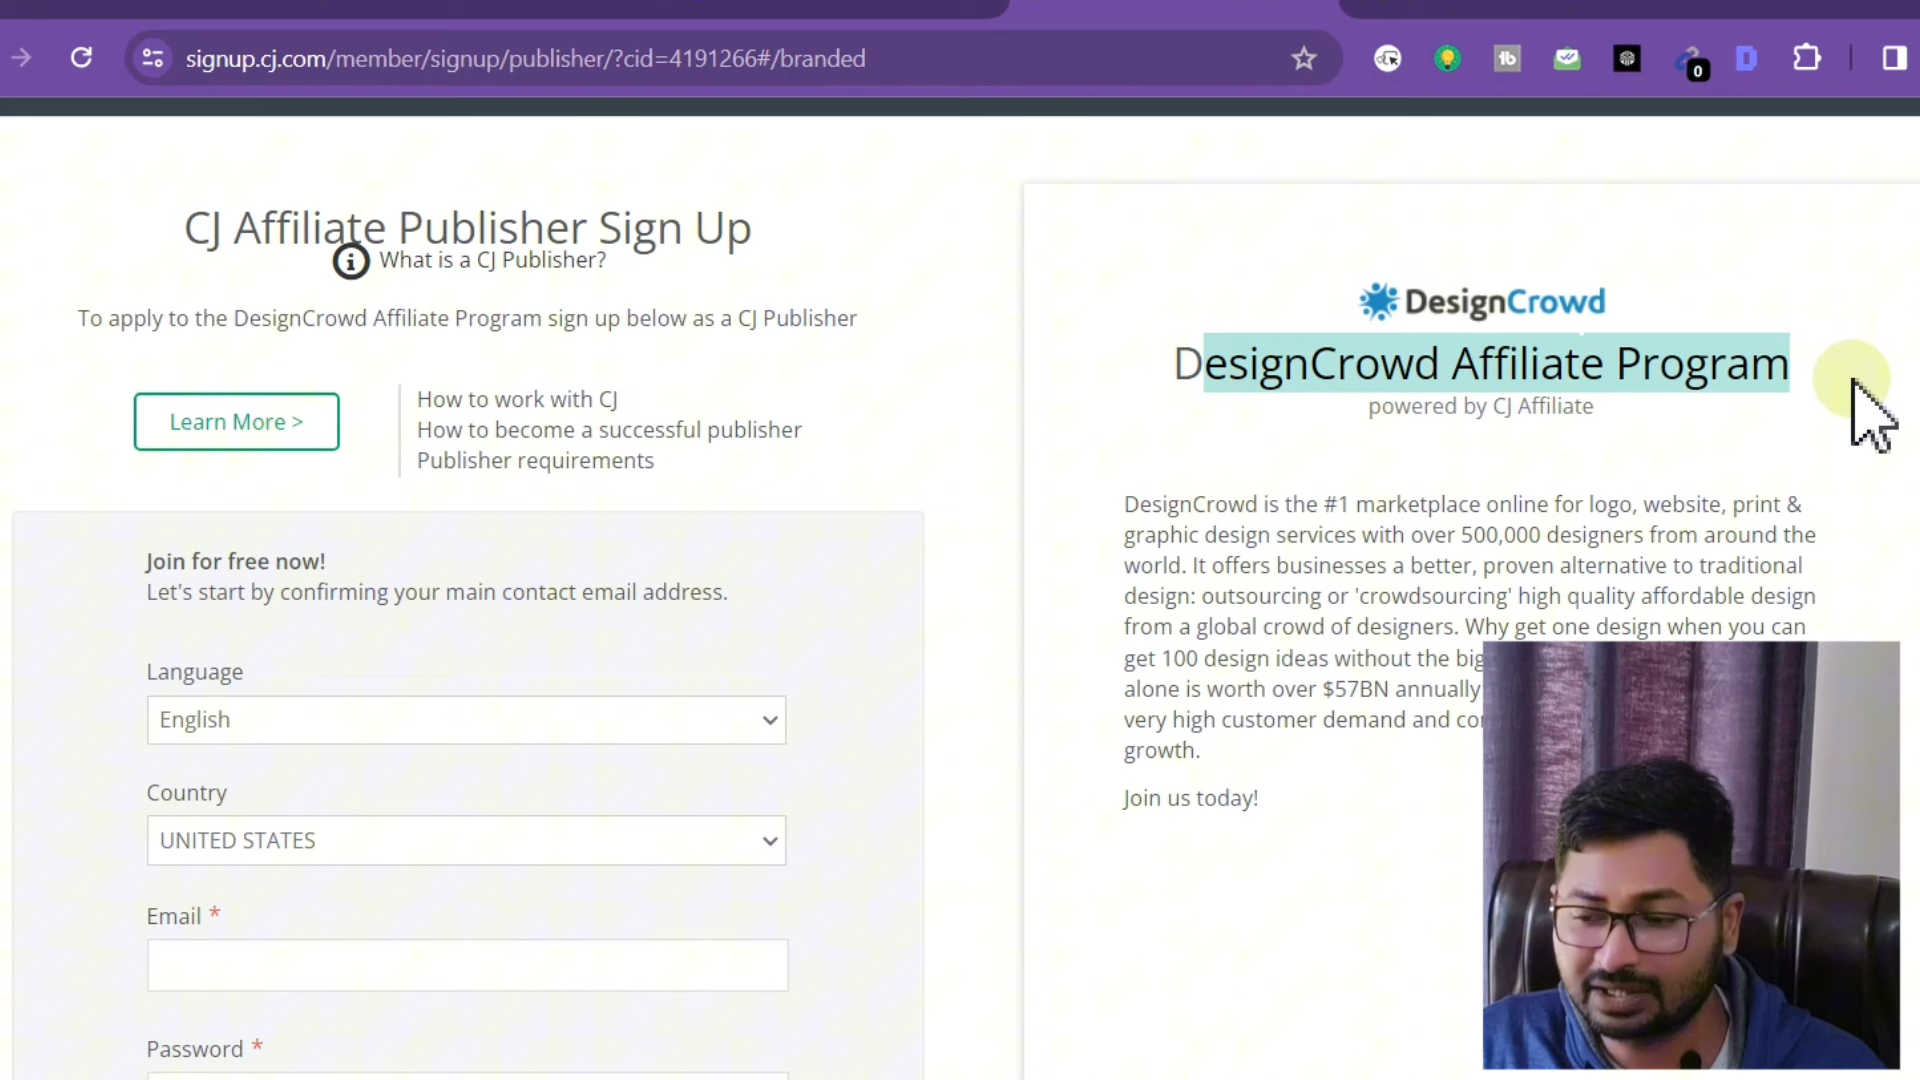 signup.cj.com/member/signup/publisher/?cid=4191266#/branded
tb
0
D
CJ Affiliate Publisher Sign Up
What is a CJ Publisher?
To apply to the DesignCrowd Affiliate Program sign up below as a CJ Publisher
Learn More >
How to work with CJ
How to become a successful publisher
Publisher requirements
Join for free now!
Let's start by confirming your main contact email address.
Language
English
Country
UNITED STATES
Email *
Password *
DesignCrowd
DesignCrowd Affiliate Program
powered by CJ Affiliate
DesignCrowd is the #1 marketplace online for logo, website, print &
graphic design services with over 500,000 designers from around the
world. It offers businesses a better, proven alternative to traditional
design: outsourcing or 'crowdsourcing' high quality affordable design
from a global crowd of designers. Why get one design when you can
get 100 design ideas without the big
alone is worth over $57BN annually
very high customer demand and
growth.
Join us today!